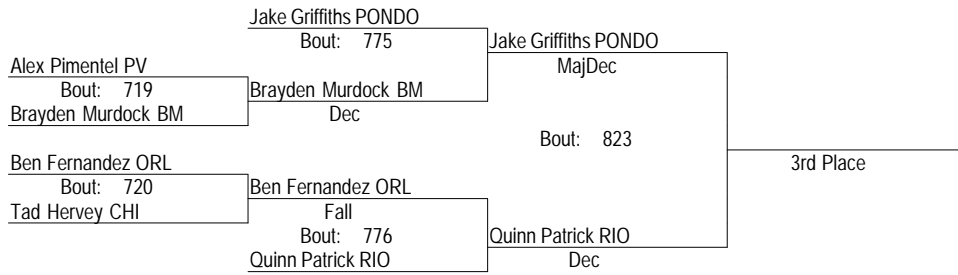 Jake Griffiths PONDO
Bout: 775
Jake Griffiths PONDO
Alex Pimentel PV
MajDec
Bout: 719
Brayden Murdock BM
Brayden Murdock BM
Dec
Bout: 823
Ben Fernandez ORL
3rd Place
Bout: 720
Ben Fernandez ORL
Tad Hervey CHI
Fall
Bout: 776
Quinn Patrick RIO
Quinn Patrick RIO
Dec